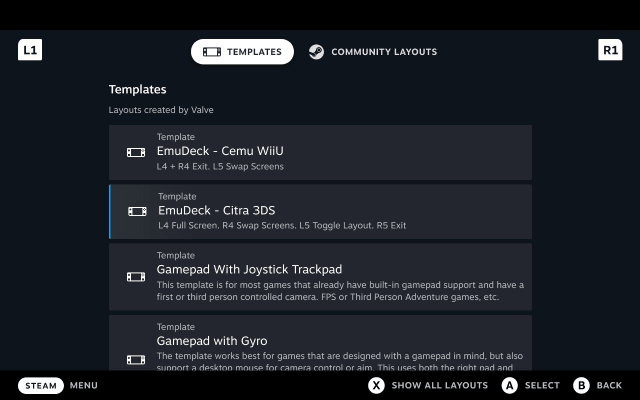 L1
TEMPLATES
COMMUNITY LAYOUTS
R1
Templates
Layouts created by Valve
Template
EmuDeck - Cemu WiiU
L4 + R4 Exit. L5 Swap Screens
Template
EmuDeck - Citra 3DS
L4 Full Screen. R4 Swap Screens. L5 Toggle Layout. R5 Exit
Template
Gamepad With Joystick Trackpad
This template is for most games that already have built-in gamepad support and have a
first or third person controlled camera. FPS or Third Person Adventure games, etc.
Template
Gamepad with Gyro
The template works best for games that are designed with a gamepad in mind, but also
support a desktop mouse for camera control or aim. This uses both the right pad and
STEAM MENU
X SHOW ALL LAYOUTS
A SELECT
B BACK